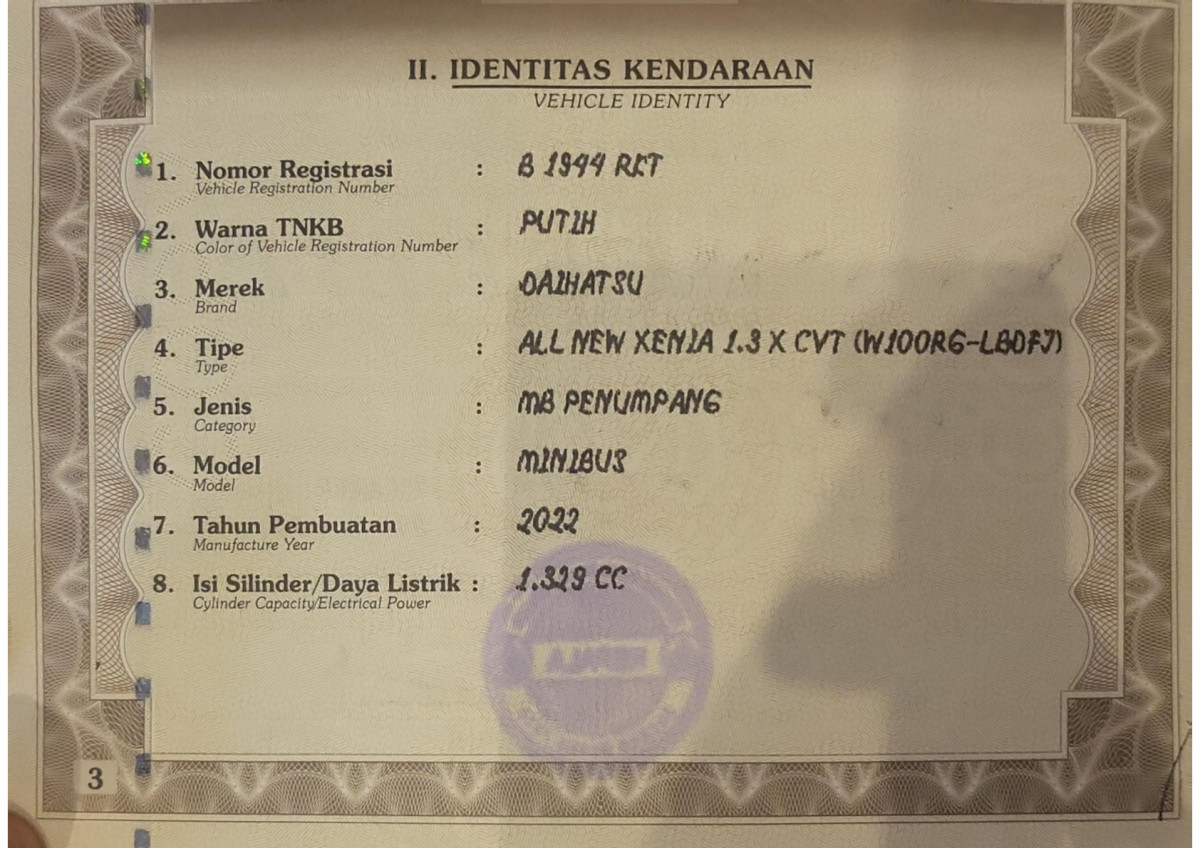 II. IDENTITAS KENDARAAN
VEHICLE IDENTITY
1. Nomor Registrasi : B 1944 RKT
Vehicle Registration Number
2. Warna TNKB : PUTIH
Color of Vehicle Registration Number
3. Merek : DAIHATSU
Brand
4. Tipe : ALL NEW XENIA 1.3 X CVT (W100RG-LBDFJ)
Type
5. Jenis : MB PENUMPANG
Category
6. Model : MINIBUS
Model
7. Tahun Pembuatan : 2022
Manufacture Year
8. Isi Silinder/Daya Listrik : 1.329 CC
Cylinder Capacity/Electrical Power
3